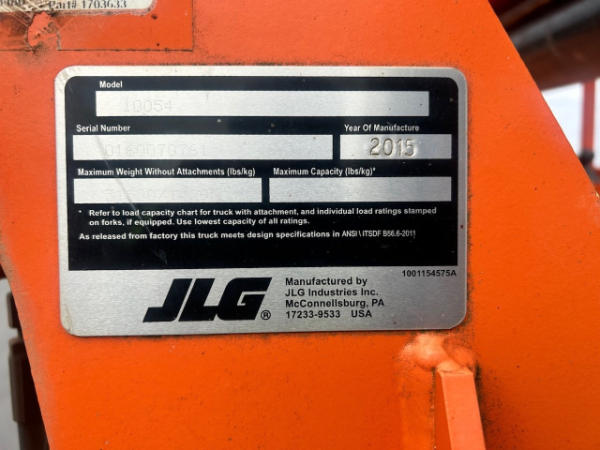 Part# 1703633
Model
10054
Serial Number
Year Of Manufacture
2015
Maximum Weight Without Attachments (lbs/kg)
Maximum Capacity (lbs/kg)*
* Refer to load capacity chart for truck with attachment, and individual load ratings stamped
on forks, if equipped. Use lowest capacity of all ratings.
As released from factory this truck meets design specifications in ANSI \ ITSDF B56.6-2011
1001154575A
JLG®
Manufactured by
JLG Industries Inc.
McConnellsburg, PA
17233-9533 USA